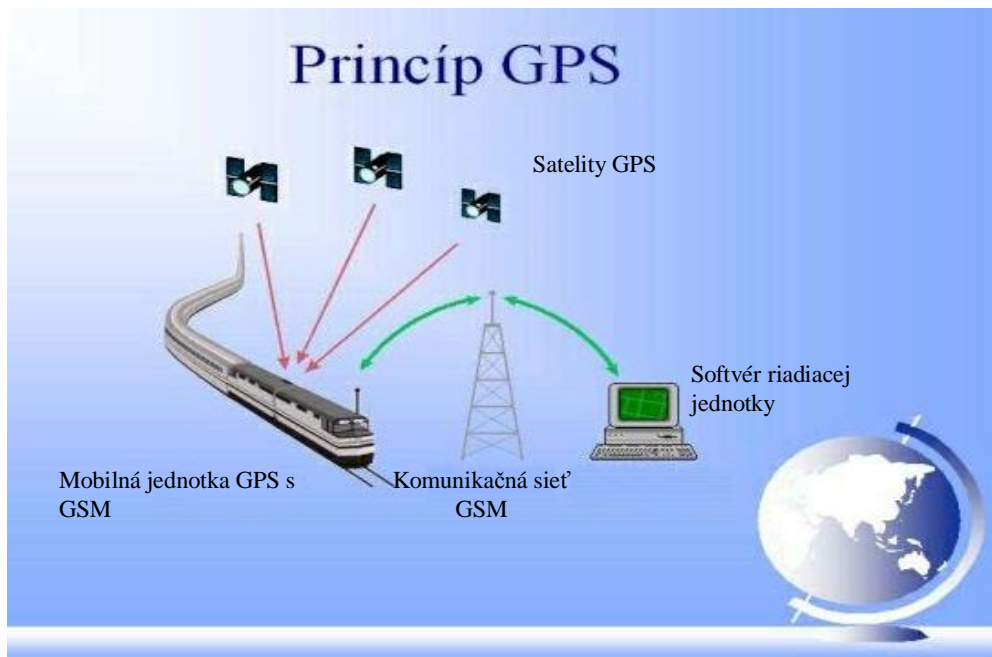 Princíp GPS
Satelity GPS
Softvér riadiacej
jednotky
Mobilná jednotka GPS s
GSM
Komunikačná sieť
GSM